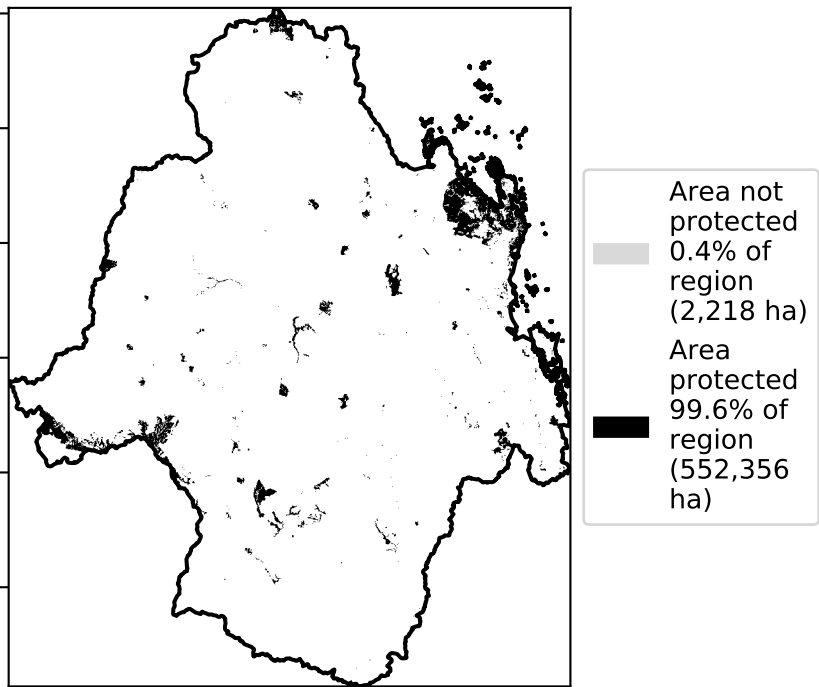 Area not
protected
0.4% of
region
(2,218 ha)
Area
protected
99.6% of
region
(552,356
ha)